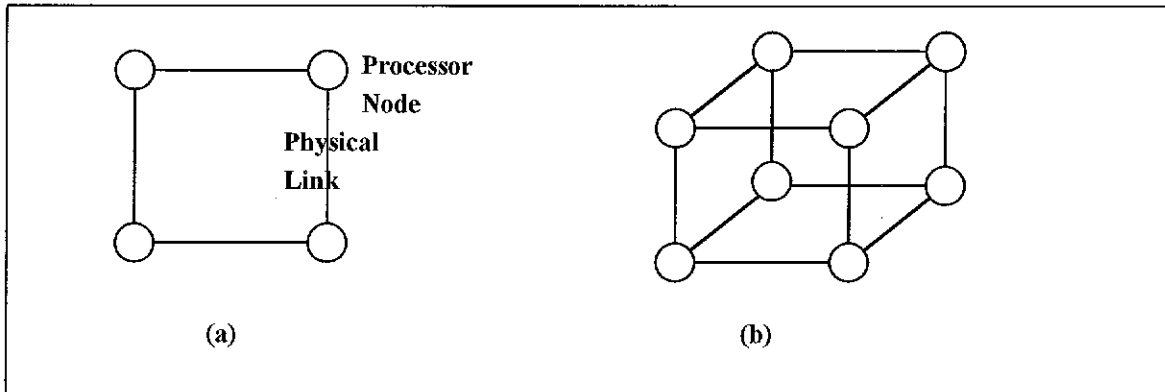 Processor
Node
Physical
Link
(a)
(b)